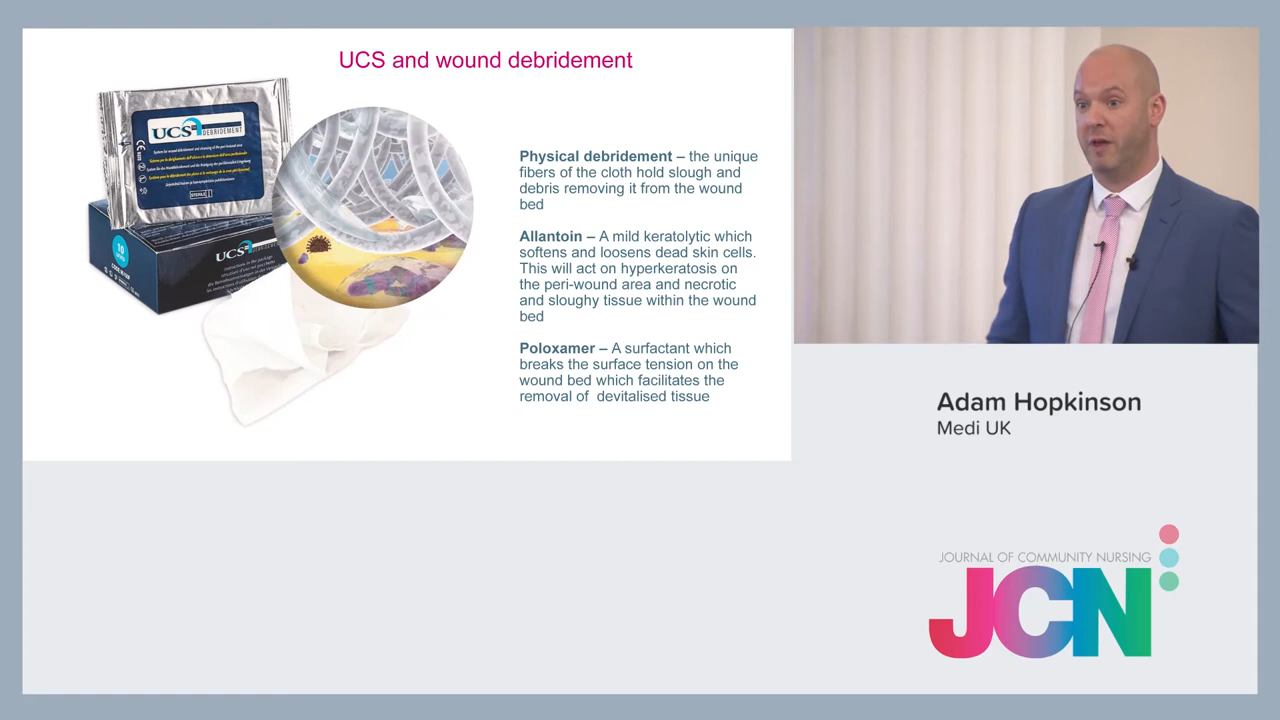 UCS and wound debridement
UCS
DEBRIDEMENT
STERILE
10
UCS
DEBRIDEMENT
Physical debridement – the unique
fibers of the cloth hold slough and
debris removing it from the wound
bed
Allantoin – A mild keratolytic which
softens and loosens dead skin cells.
This will act on hyperkeratosis on
the peri-wound area and necrotic
and sloughy tissue within the wound
bed
Poloxamer – A surfactant which
breaks the surface tension on the
wound bed which facilitates the
removal of devitalised tissue
Adam Hopkinson
Medi UK
JOURNAL OF COMMUNITY NURSING
JCN